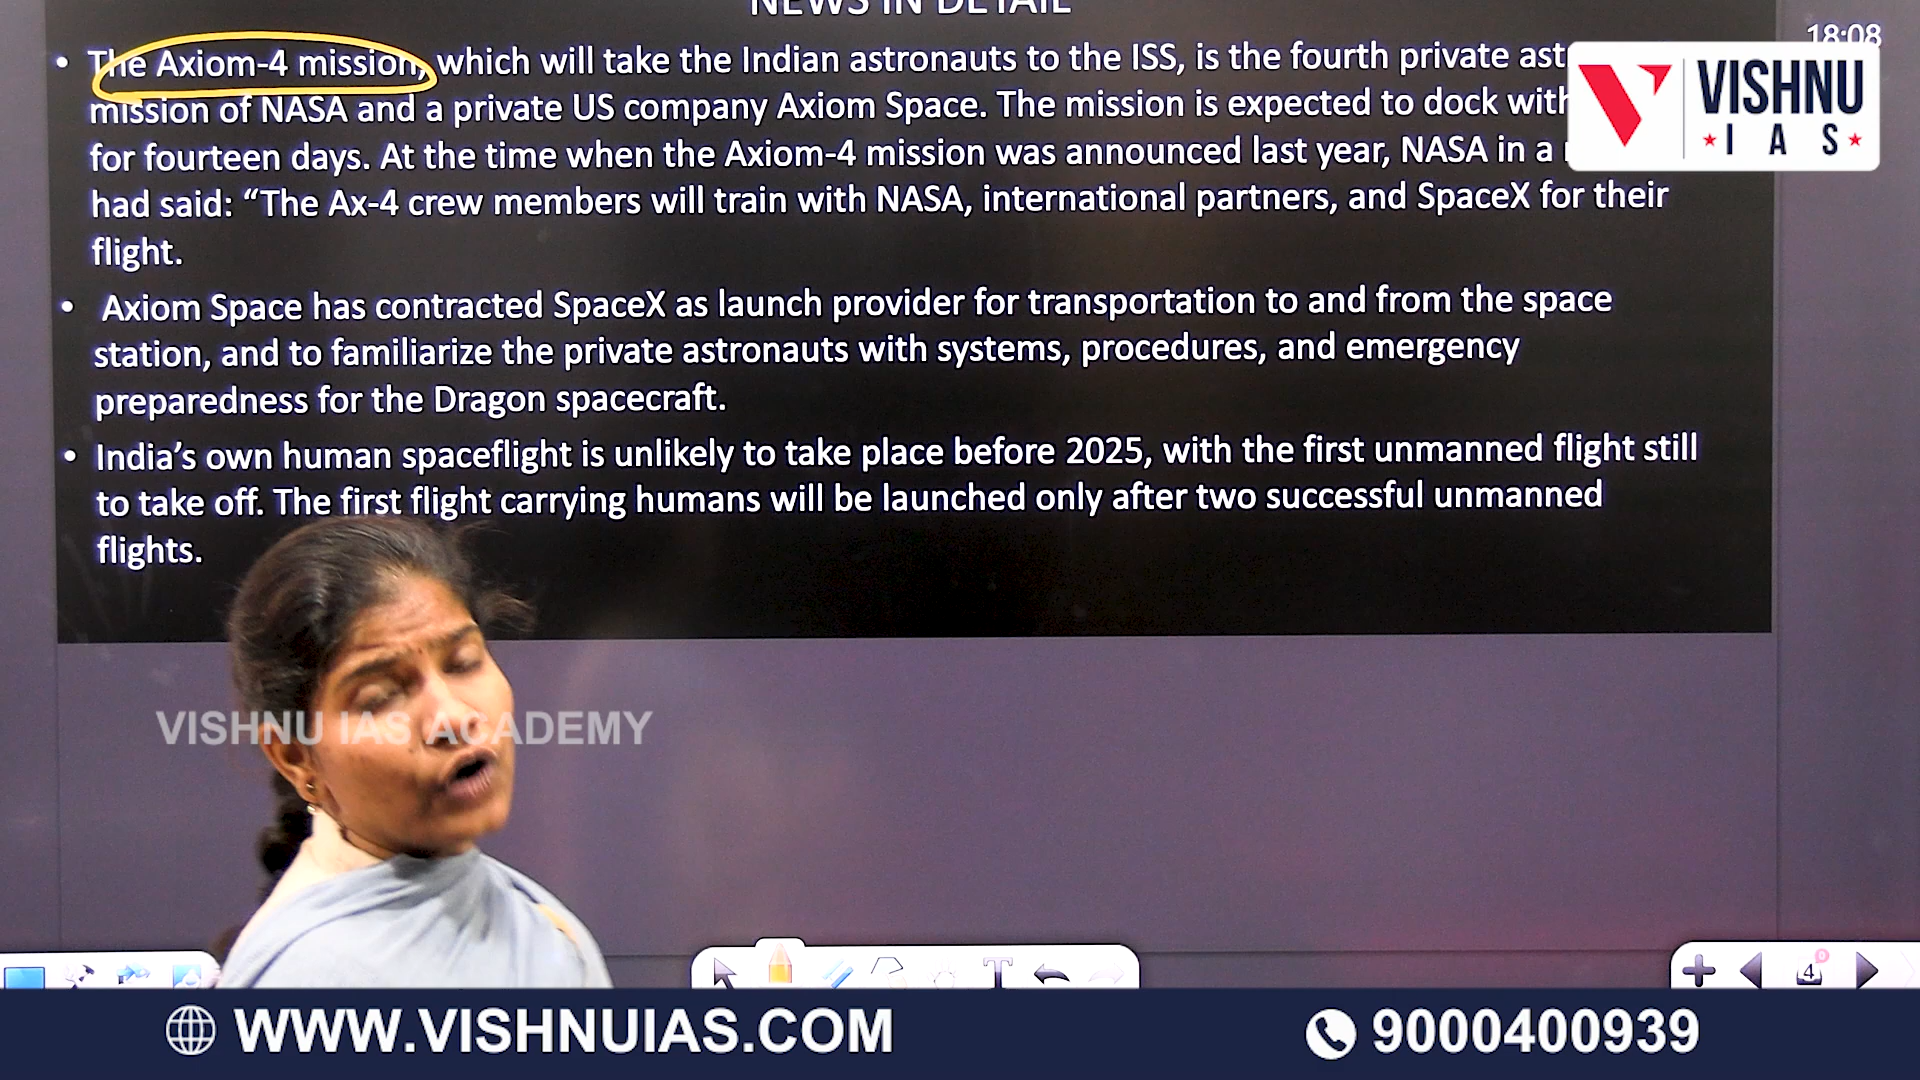 NEWS IN DETAIL
18:08
• The Axiom-4 mission, which will take the Indian astronauts to the ISS, is the fourth private
mission of NASA and a private US company Axiom Space. The mission is expected to dock
for fourteen days. At the time when the Axiom-4 mission was announced last year, NASA in a
had said: “The Ax-4 crew members will train with NASA, international partners, and SpaceX for their
flight.
• Axiom Space has contracted SpaceX as launch provider for transportation to and from the space
station, and to familiarize the private astronauts with systems, procedures, and emergency
preparedness for the Dragon spacecraft.
• India’s own human spaceflight is unlikely to take place before 2025, with the first unmanned flight still
to take off. The first flight carrying humans will be launched only after two successful unmanned
flights.
VISHNU
IAS
VISHNU IAS ACADEMY
T
4
0
WWW.VISHNUIAS.COM
9000400939